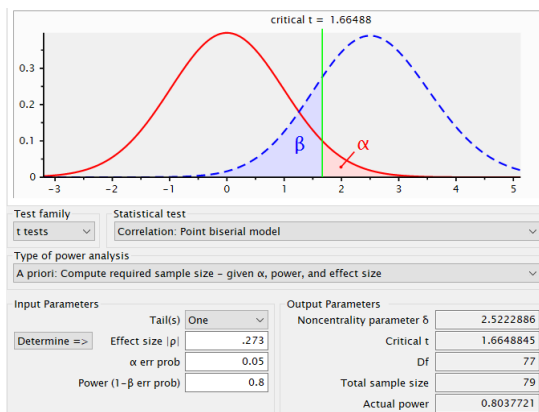 critical t = 1.66488
0.3
0.2
0.1
0
β
α
-3 -2 -1 0 1 2 3 4 5
Test family Statistical test
t tests Correlation: Point biserial model
Type of power analysis
A priori: Compute required sample size - given α, power, and effect size
Input Parameters Output Parameters
Tail(s) One Noncentrality parameter δ 2.5222886
Determine => Effect size |ρ| .273 Critical t 1.6648845
α err prob 0.05 Df 77
Power (1-β err prob) 0.8 Total sample size 79
Actual power 0.8037721